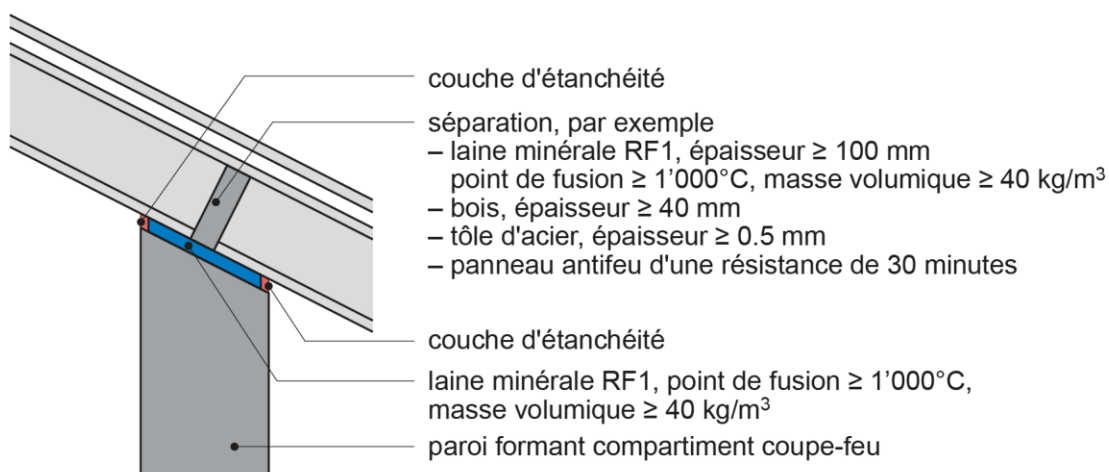 couche d'étanchéité
séparation, par exemple
– laine minérale RF1, épaisseur ≥ 100 mm
point de fusion ≥ 1’000°C, masse volumique ≥ 40 kg/m³
– bois, épaisseur ≥ 40 mm
– tôle d'acier, épaisseur ≥ 0.5 mm
– panneau antifeu d'une résistance de 30 minutes
couche d'étanchéité
laine minérale RF1, point de fusion ≥ 1’000°C,
masse volumique ≥ 40 kg/m³
paroi formant compartiment coupe-feu